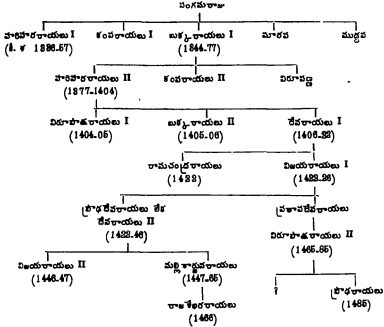 సంగమరాజు
హరిహరరాయలు I కంపరాయలు I బుక్కరాయలు I మారప ముద్దప
(క్రీ. శ 1336-57) (1344-77)
హరిహరరాయలు II కంపరాయలు II విరూపణ్ణ
(1377-1404)
విరూపాతరాయలు I బుక్కరాయలు II దేవరాయలు I
(1404-05) (1405-06) (1406-22)
రామచంద్రరాయలు విజయరాయలు I
(1422) (1422-26)
ప్రౌఢదేవరాయలు లేక ప్రతాపదేవరాయలు
దేవరాయలు II విరూపాతరాయలు II
(1422-46) (1465-85)
విజయరాయలు II మల్లికార్జునరాయలు
(1446-47) (1447-65) ? ప్రౌఢరాయలు
రాజశేఖరరాయలు (1485)
(1466)